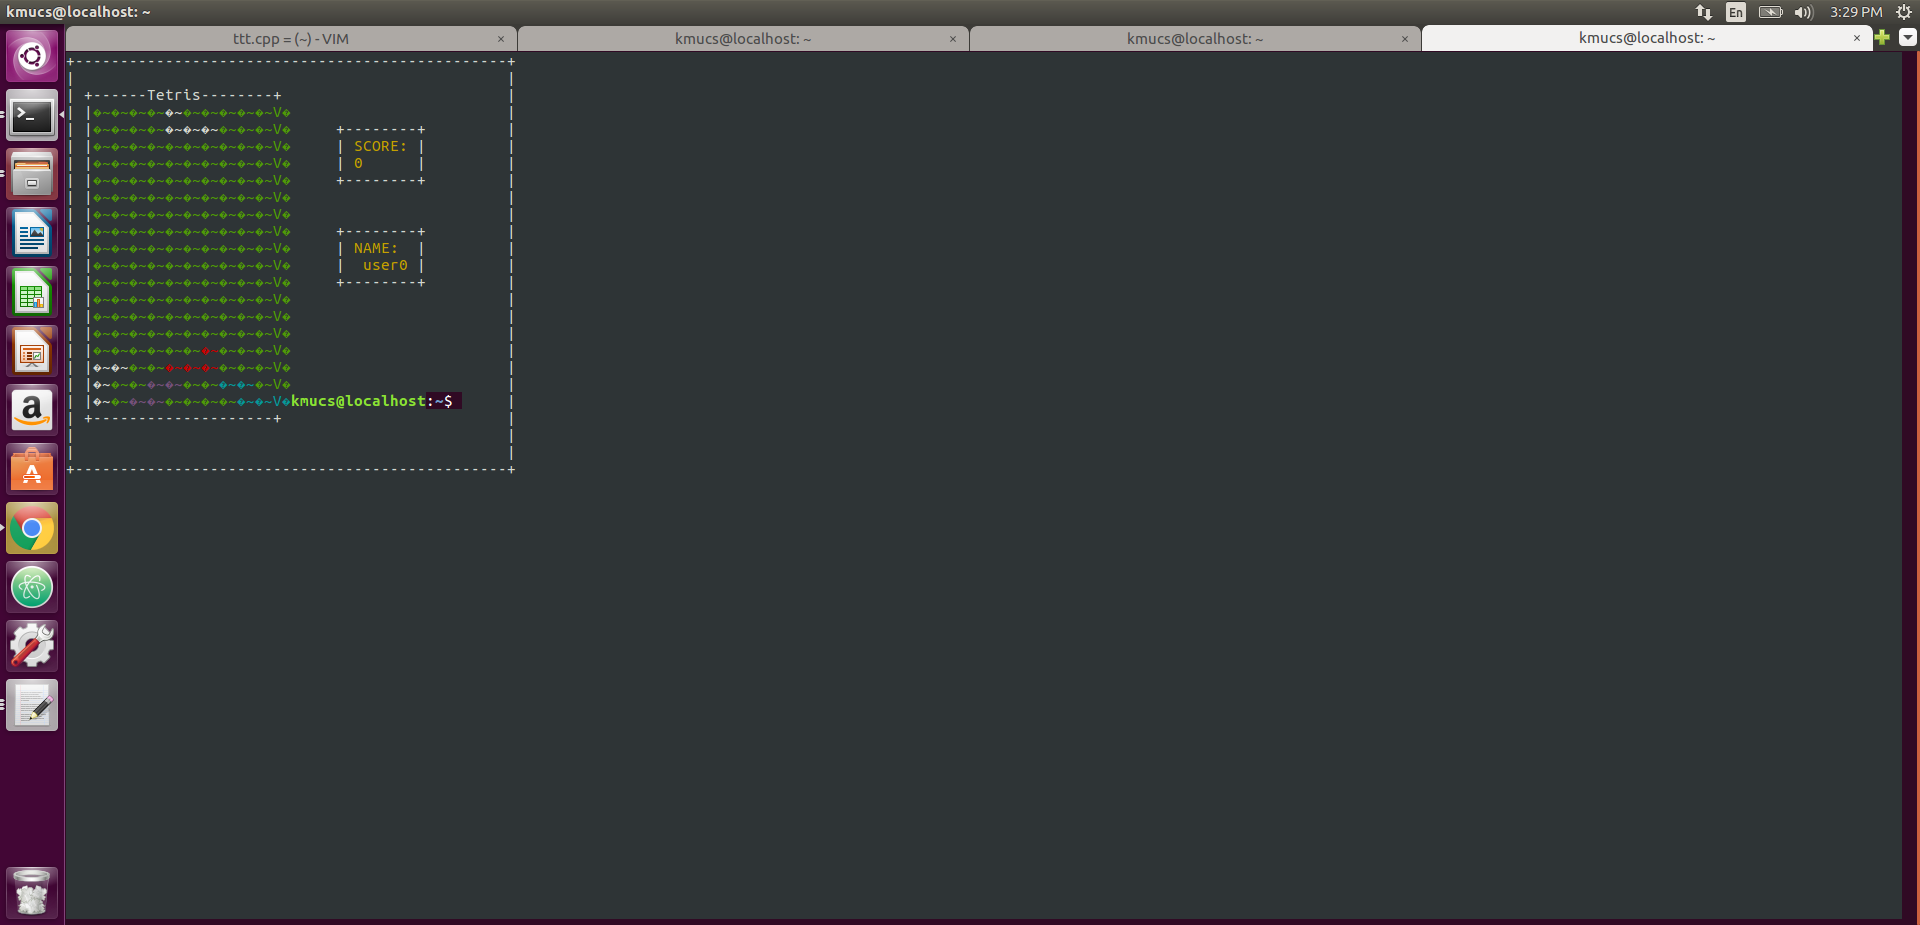 kmucs@localhost: ~
En
3:29 PM
ttt.cpp = (~) - VIM
kmucs@localhost: ~
kmucs@localhost: ~
kmucs@localhost: ~
+------------------------------------------------+
+------Tetris--------+
|�~�~�~�~�~�~�~�~�~�~V�
|�~�~�~�~�~�~�~�~�~�~V� +--------+
|�~�~�~�~�~�~�~�~�~�~V� | SCORE: |
|�~�~�~�~�~�~�~�~�~�~V� | 0 |
|�~�~�~�~�~�~�~�~�~�~V� +--------+
|�~�~�~�~�~�~�~�~�~�~V�
|�~�~�~�~�~�~�~�~�~�~V�
|�~�~�~�~�~�~�~�~�~�~V� +--------+
|�~�~�~�~�~�~�~�~�~�~V� | NAME: |
|�~�~�~�~�~�~�~�~�~�~V� | user0 |
|�~�~�~�~�~�~�~�~�~�~V� +--------+
|�~�~�~�~�~�~�~�~�~�~V�
|�~�~�~�~�~�~�~�~�~�~V�
|�~�~�~�~�~�~�~�~�~�~V�
|�~�~�~�~�~�~�~�~�~�~V�
|�~�~�~�~�~�~�~�~�~�~V�
|�~�~�~�~�~�~�~�~�~�~V�
|�~�~�~�~�~�~�~�~�~�~V�kmucs@localhost:~$
+--------------------+
+------------------------------------------------+